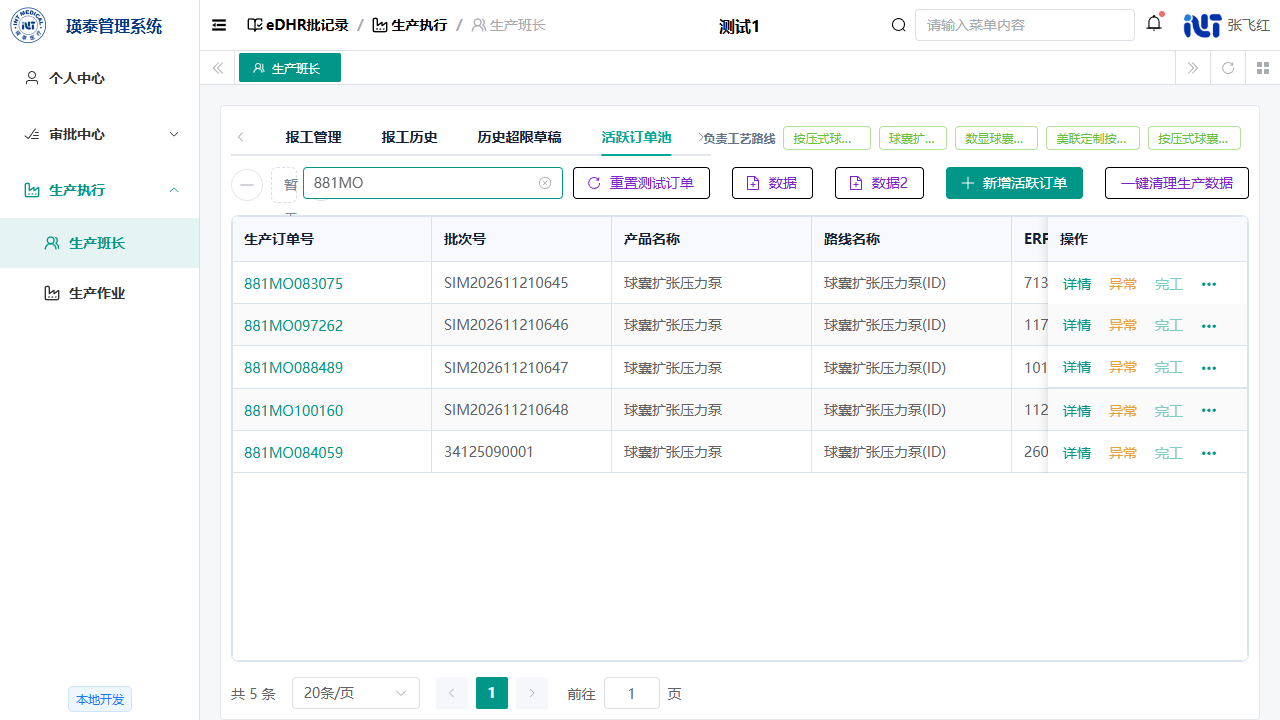 瑛泰管理系统
eDHR批记录 / 生产执行 / 生产班长
测试1
请输入菜单内容
张飞红
个人中心
审批中心
生产执行
生产班长
生产作业
本地开发
生产班长
报工管理 报工历史 历史超限草稿 活跃订单池
负责工艺路线 按压式球... 球囊扩... 数显球囊... 美联定制按... 按压式球囊...
暂
881MO
重置测试订单 数据 数据2 新增活跃订单 一键清理生产数据
生产订单号 批次号 产品名称 路线名称 ERP 操作
881MO083075 SIM202611210645 球囊扩张压力泵 球囊扩张压力泵(ID) 713 详情 异常 完工 •••
881MO097262 SIM202611210646 球囊扩张压力泵 球囊扩张压力泵(ID) 117 详情 异常 完工 •••
881MO088489 SIM202611210647 球囊扩张压力泵 球囊扩张压力泵(ID) 101 详情 异常 完工 •••
881MO100160 SIM202611210648 球囊扩张压力泵 球囊扩张压力泵(ID) 112 详情 异常 完工 •••
881MO084059 34125090001 球囊扩张压力泵 球囊扩张压力泵(ID) 260 详情 异常 完工 •••
共 5 条 20条/页 1 前往 1 页